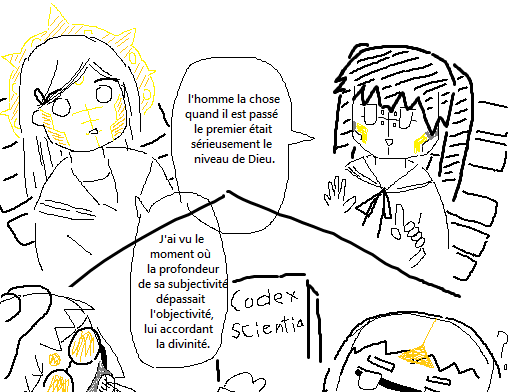 l'homme la chose
quand il est passé
le premier était
sérieusement le
niveau de Dieu.
J'ai vu le
moment où
la profondeur
de sa subjectivité
dépassait
l'objectivité,
lui accordant
la divinité.
Codex
scientia
?